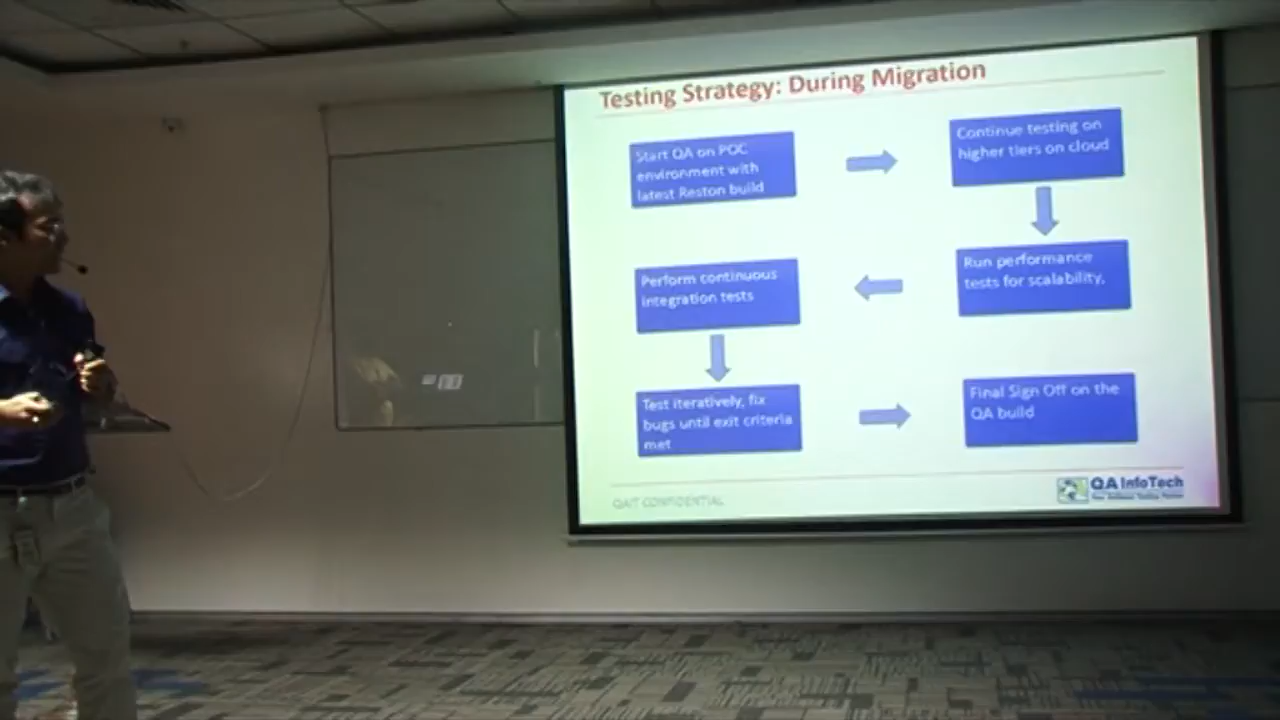 Testing Strategy: During Migration
Start QA on POC
environment with
latest Reston build
Continue testing on
higher tiers on cloud
Run performance
tests for scalability,
Perform continuous
integration tests
Test iteratively, fix
bugs until exit criteria
met
Final Sign Off on the
QA build
QAIT CONFIDENTIAL
QA InfoTech